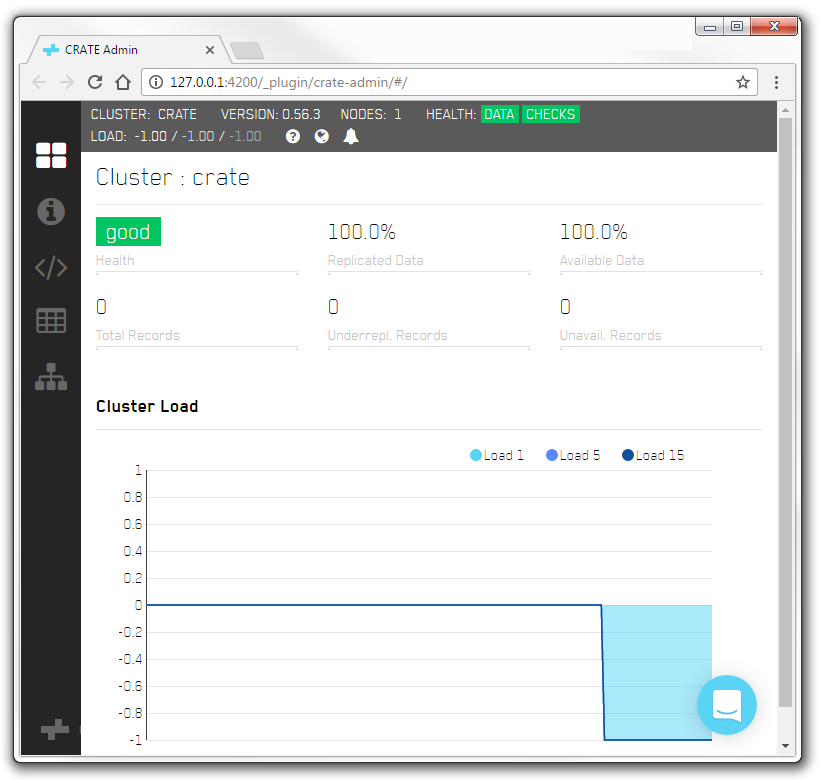 CRATE Admin
127.0.0.1:4200/_plugin/crate-admin/#/
CLUSTER: CRATE VERSION: 0.56.3 NODES: 1 HEALTH: DATA CHECKS
LOAD: -1.00 / -1.00 / -1.00
Cluster : crate
good 100.0% 100.0%
Health Replicated Data Available Data
0 0 0
Total Records Underrepl. Records Unavail. Records
Cluster Load
Load 1 Load 5 Load 15
1
0.8
0.6
0.4
0.2
0
-0.2
-0.4
-0.6
-0.8
-1